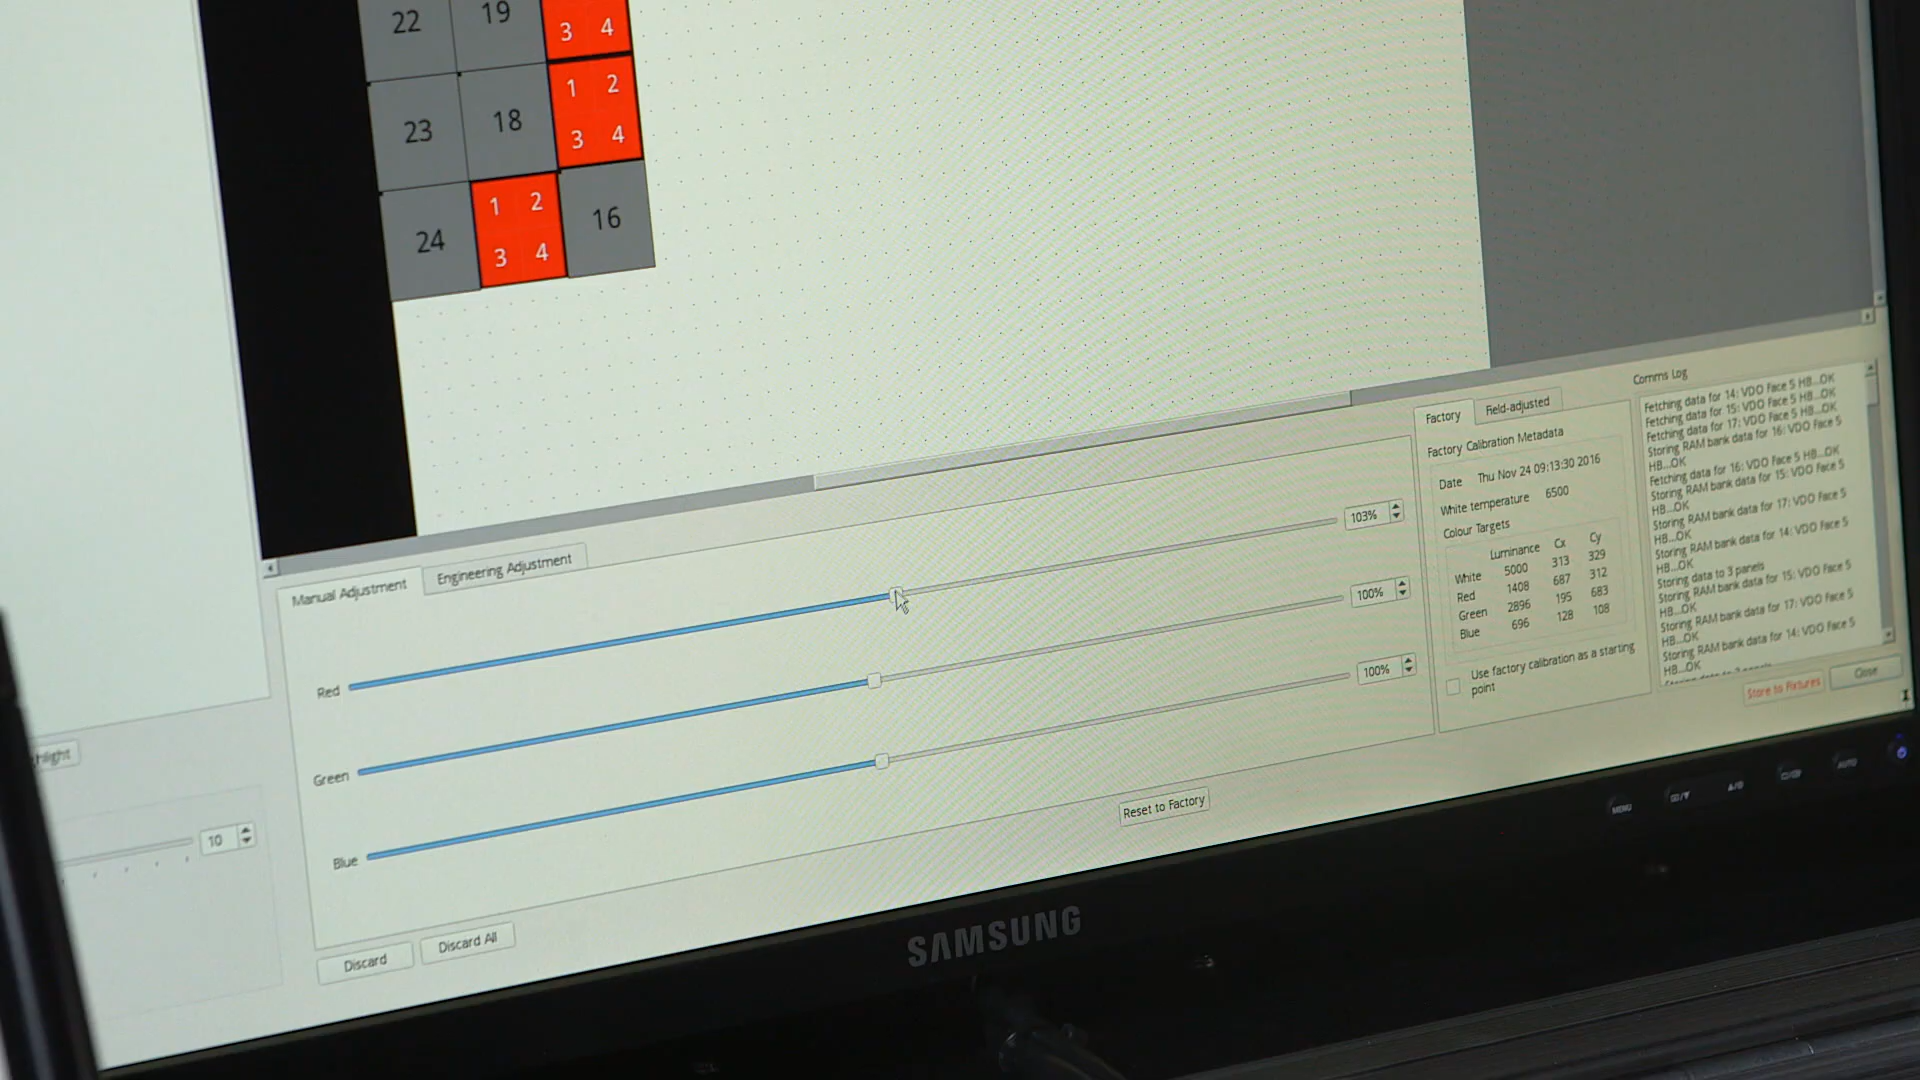 22 19 3 4
1 2
23 18 3 4
1 2
24 3 4 16
Manual Adjustment Engineering Adjustment
Red 103%
Green 100%
Blue 100%
Reset to Factory
Discard Discard All
10
Factory Field-adjusted
Factory Calibration Metadata
Date Thu Nov 24 09:13:30 2016
White temperature 6500
Colour Targets
Luminance Cx Cy
White 5000 313 329
Red 1408 687 312
Green 2896 195 683
Blue 696 128 108
Use factory calibration as a starting
point
Comms Log
Fetching data for 14: VDO Face 5 HB...OK
Fetching data for 15: VDO Face 5 HB...OK
Fetching data for 17: VDO Face 5 HB...OK
Storing RAM bank data for 16: VDO Face 5
HB...OK
Fetching data for 16: VDO Face 5 HB...OK
Storing RAM bank data for 15: VDO Face 5
HB...OK
Storing RAM bank data for 17: VDO Face 5
HB...OK
Storing RAM bank data for 14: VDO Face 5
HB...OK
Storing data to 3 panels
Storing RAM bank data for 15: VDO Face 5
HB...OK
Storing RAM bank data for 17: VDO Face 5
HB...OK
Storing RAM bank data for 14: VDO Face 5
HB...OK
Store to Fixtures Close
MENU AUTO
SAMSUNG